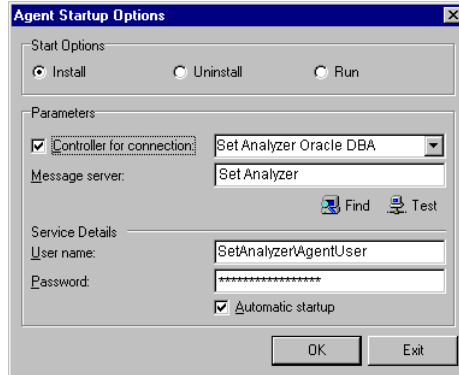 Agent Startup Options
Start Options
Install Uninstall Run
Parameters
Controller for connection: Set Analyzer Oracle DBA
Message server: Set Analyzer
Find Test
Service Details
User name: SetAnalyzer\AgentUser
Password: *****************
Automatic startup
OK Exit